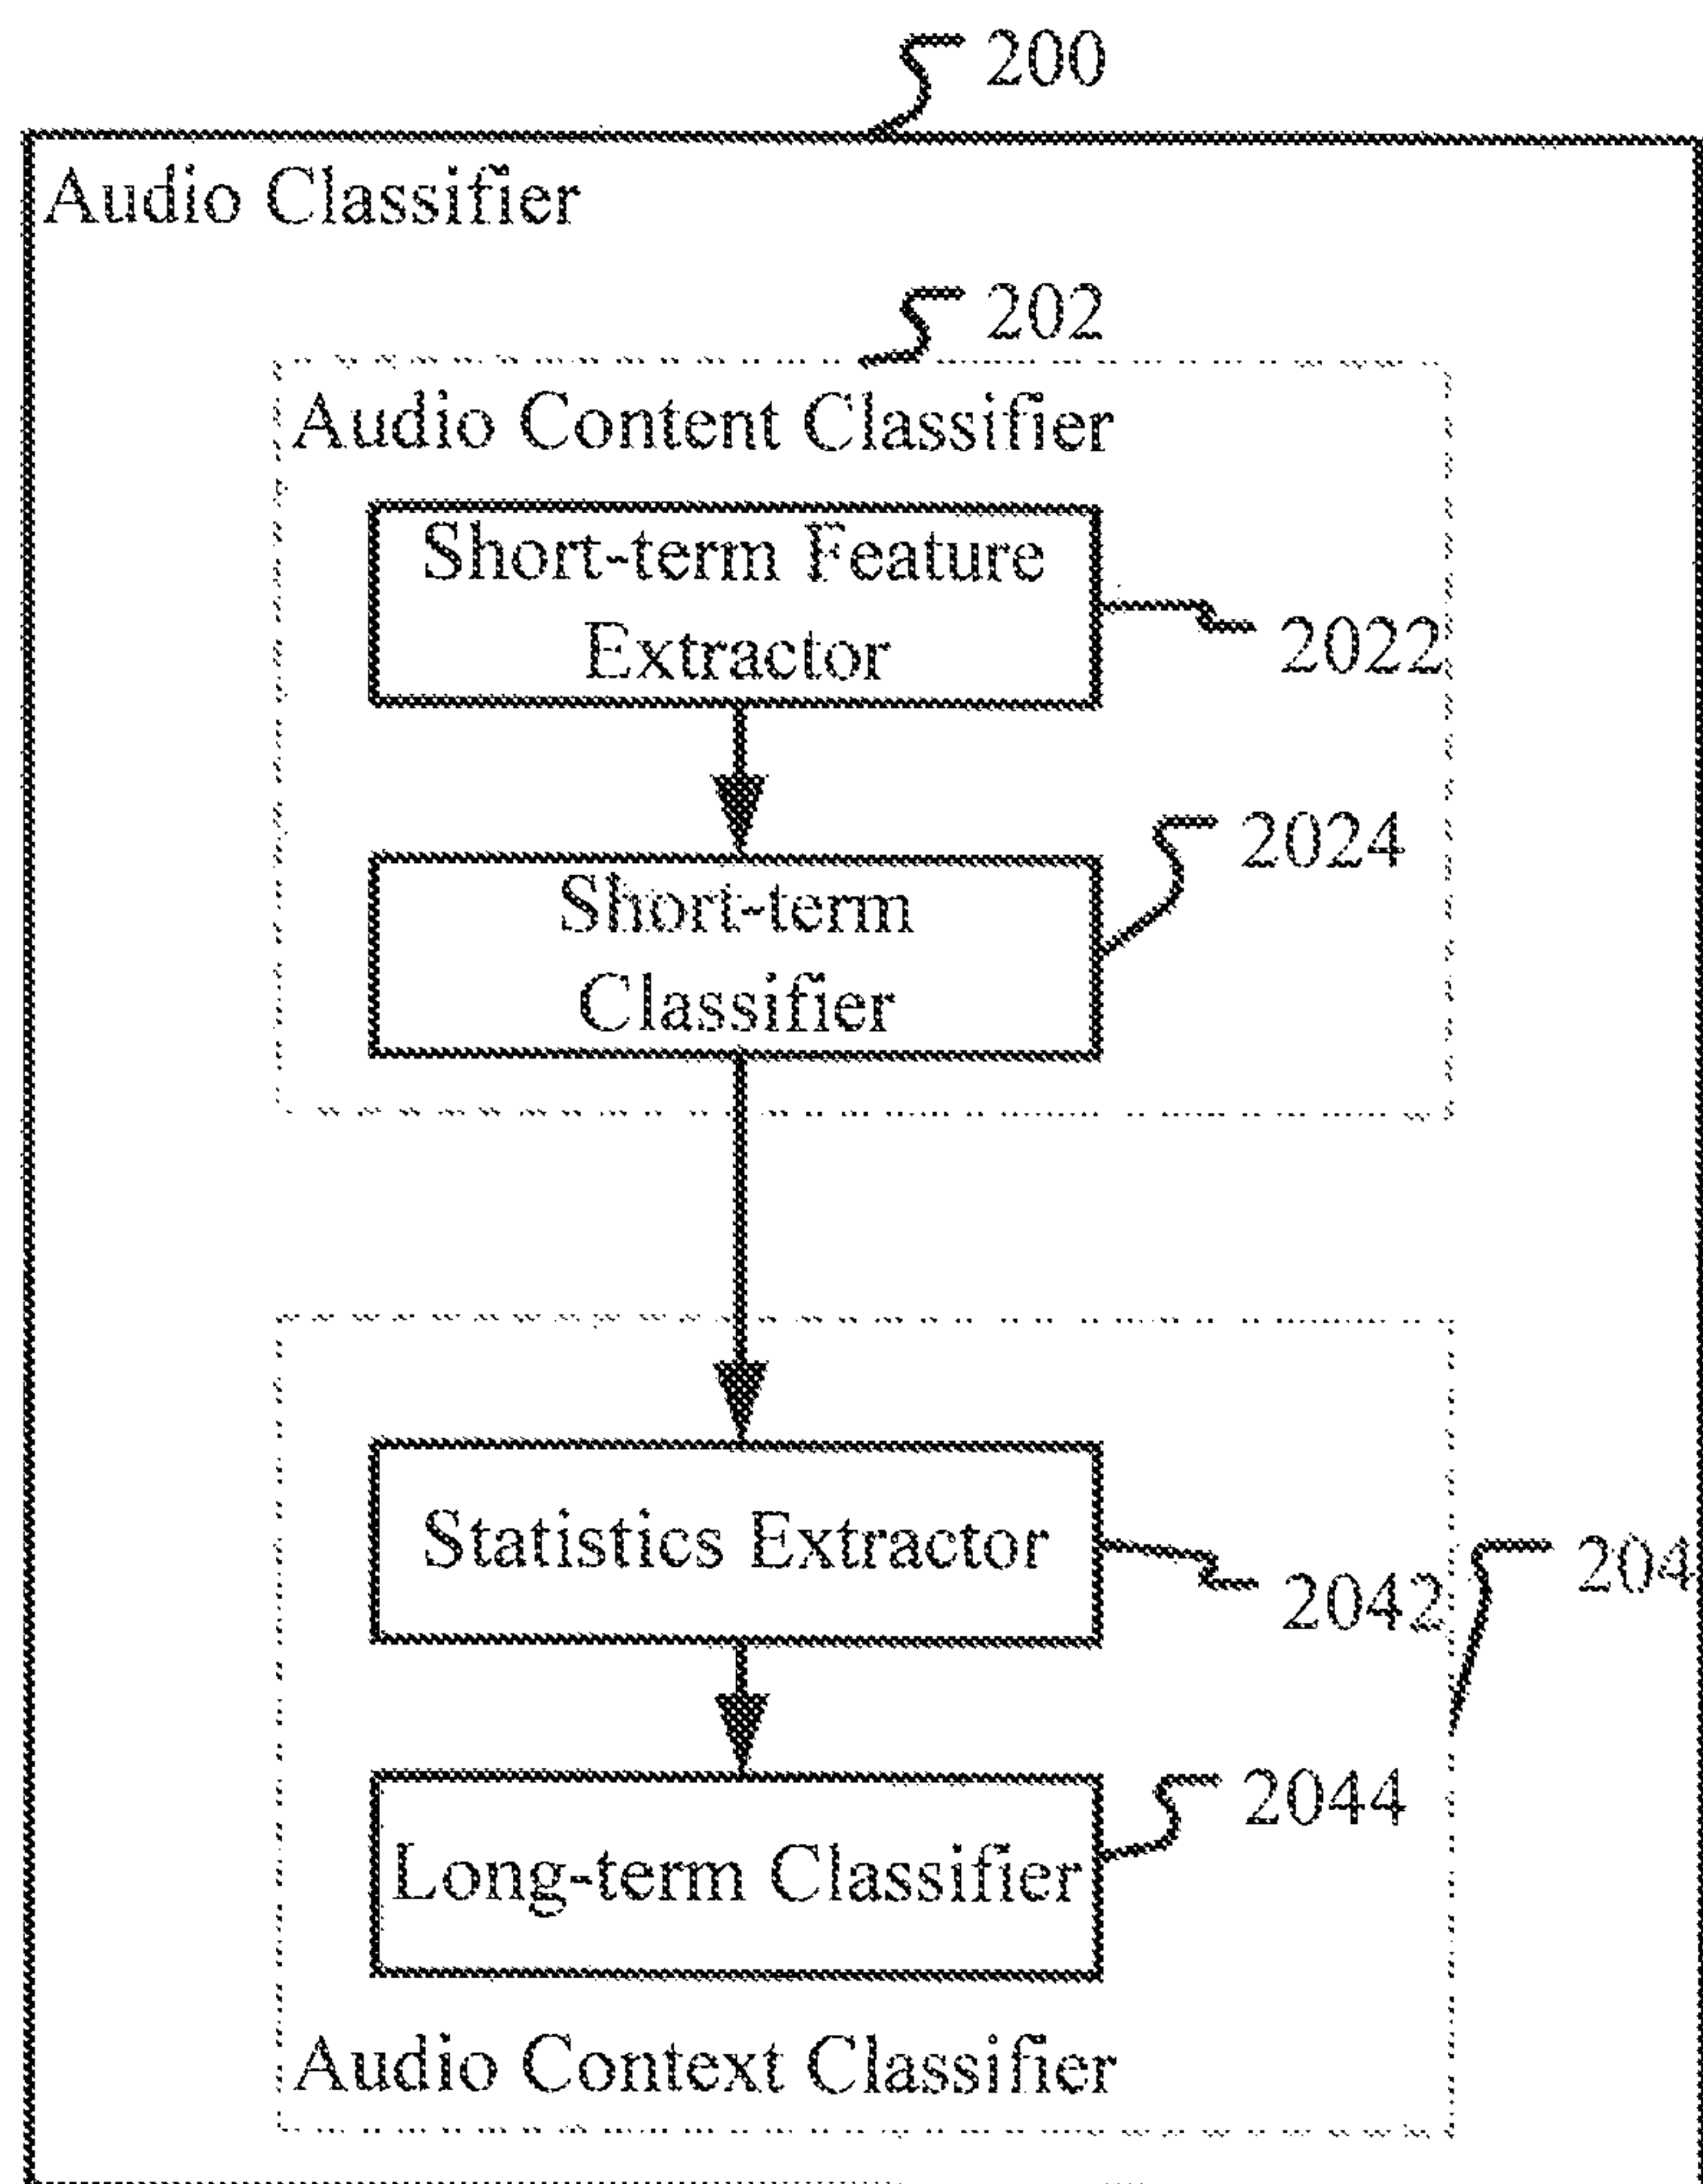 200
Audio Classifier
202
Audio Content Classifier
Short-term Feature
Extractor
2022
2024
Short-term
Classifier
Statistics Extractor
2042
204
2044
Long-term Classifier
Audio Context Classifier